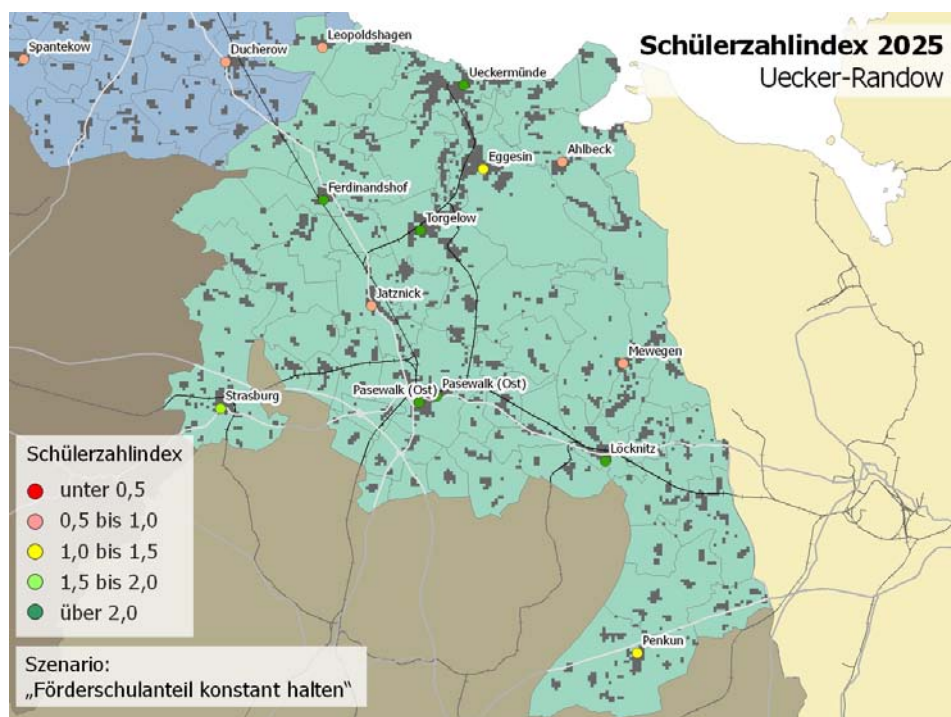 Schülerzahlindex 2025
Uecker-Randow
Leopoldshagen
Spantekow
Ducherow
Ueckermünde
Eggesin
Ahlbeck
Ferdinandshof
Torgelow
Jatznick
Mewegen
Pasewalk (Ost)
Pasewalk (Ost)
Strasburg
Löcknitz
Penkun
Schülerzahlindex
unter 0,5
0,5 bis 1,0
1,0 bis 1,5
1,5 bis 2,0
über 2,0
Szenario:
„Förderschulanteil konstant halten“